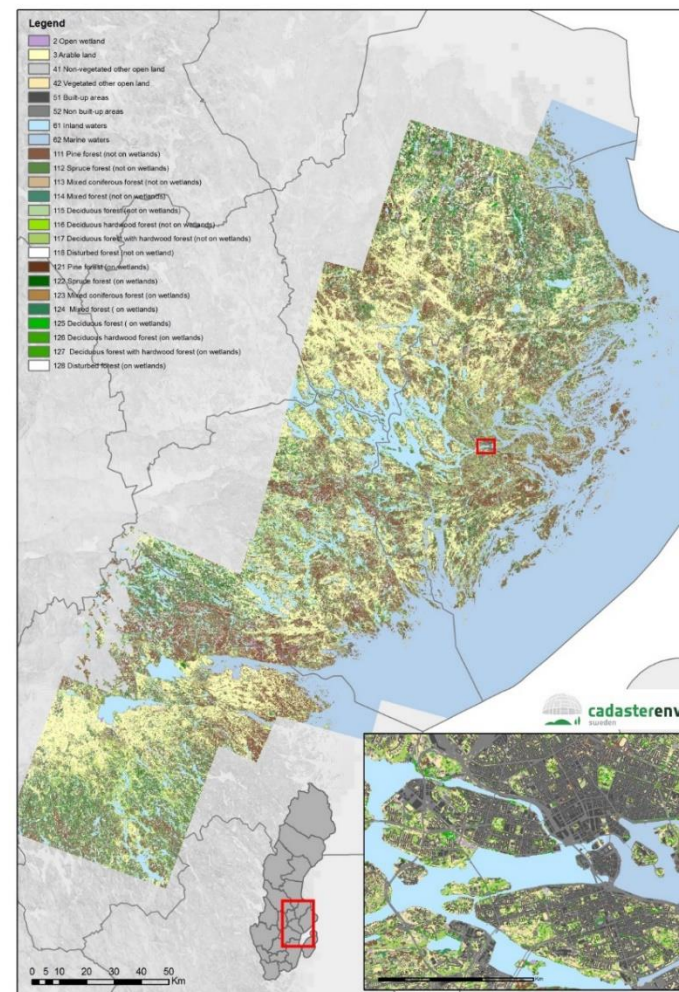 Legend
2 Open wetland
3 Arable land
41 Non-vegetated other open land
42 Vegetated other open land
51 Built-up areas
52 Non built-up areas
61 Inland waters
62 Marine waters
111 Pine forest (not on wetlands)
112 Spruce forest (not on wetlands)
113 Mixed coniferous forest (not on wetlands)
114 Mixed forest (not on wetlands)
115 Deciduous forest (not on wetlands)
116 Deciduous hardwood forest (not on wetlands)
117 Deciduous forest with hardwood forest (not on wetlands)
118 Disturbed forest (not on wetland)
121 Pine forest (on wetlands)
122 Spruce forest (on wetlands)
123 Mixed coniferous forest (on wetlands)
124 Mixed forest ( on wetlands)
125 Deciduous forest ( on wetlands)
126 Deciduous hardwood forest (on wetlands)
127 Deciduous forest with hardwood forest (on wetlands)
128 Disturbed forest (on wetlands)
cadasterenv
sweden
0 5 10 20 30 40 50
Km